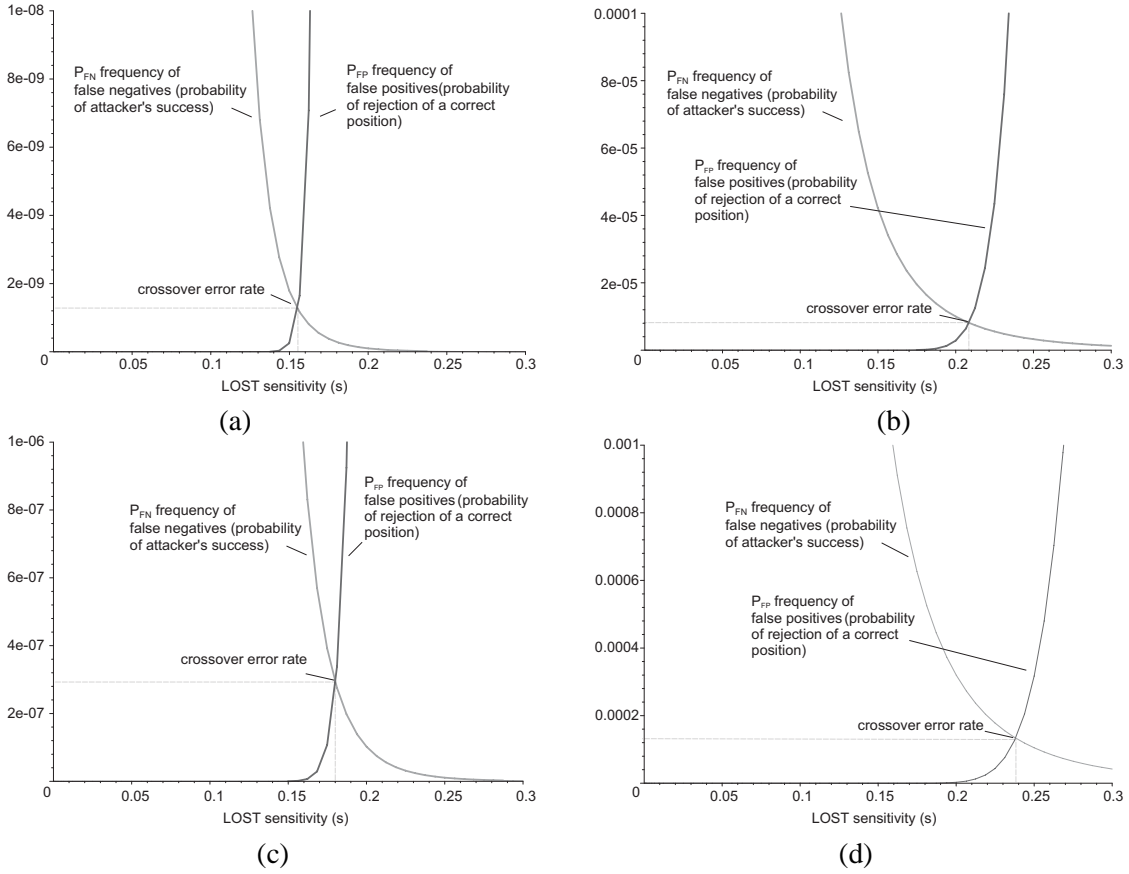 1e-08
8e-09
6e-09
4e-09
2e-09
0
0.05
0.1
0.15
0.2
0.25
0.3
LOST sensitivity (s)
P_FN frequency of
false negatives (probability
of attacker's success)
P_FP frequency of
false positives(probability
of rejection of a correct
position)
crossover error rate
(a)
0.0001
8e-05
6e-05
4e-05
2e-05
0
0.05
0.1
0.15
0.2
0.25
0.3
LOST sensitivity (s)
P_FN frequency of
false negatives (probability
of attacker's success)
P_FP frequency of
false positives (probability
of rejection of a correct
position)
crossover error rate
(b)
1e-06
8e-07
6e-07
4e-07
2e-07
0
0.05
0.1
0.15
0.2
0.25
0.3
LOST sensitivity (s)
P_FN frequency of
false negatives (probability
of attacker's success)
P_FP frequency of
false positives (probability
of rejection of a correct
position)
crossover error rate
(c)
0.001
0.0008
0.0006
0.0004
0.0002
0
0.05
0.1
0.15
0.2
0.25
0.3
LOST sensitivity (s)
P_FN frequency of
false negatives (probability
of attacker's success)
P_FP frequency of
false positives (probability
of rejection of a correct
position)
crossover error rate
(d)